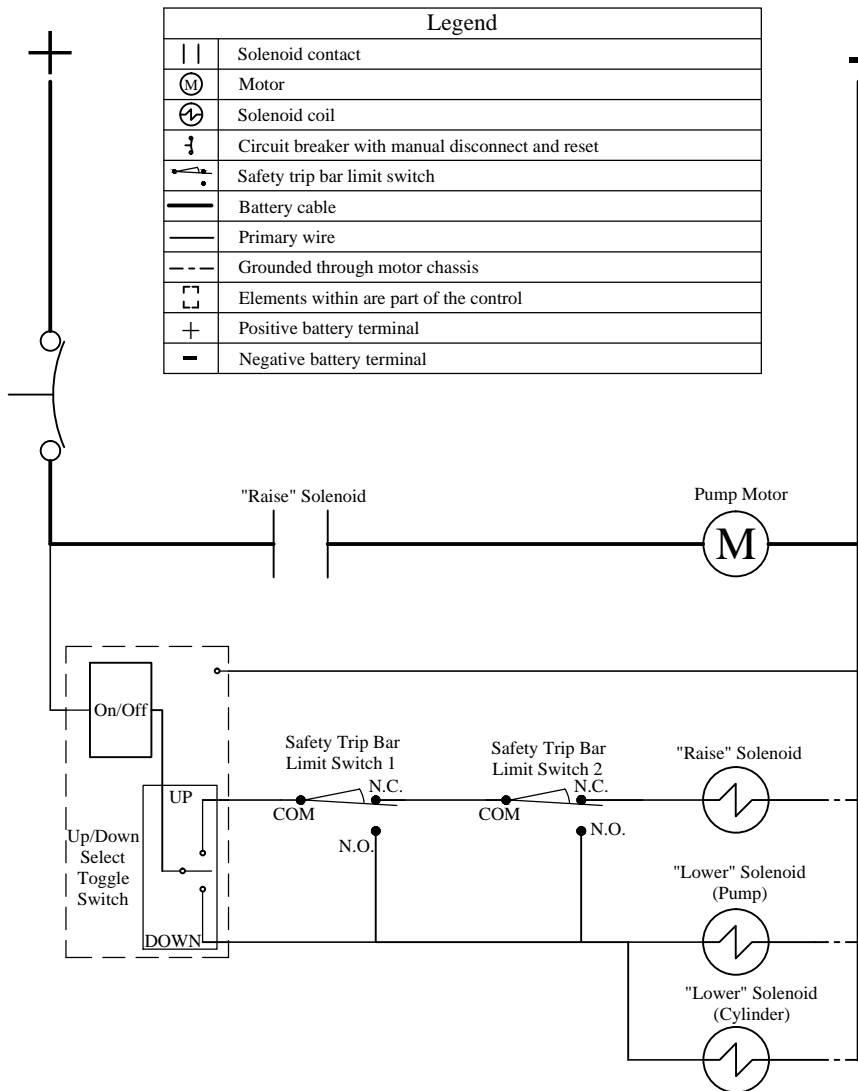 Legend
Solenoid contact
M
Motor
Solenoid coil
Circuit breaker with manual disconnect and reset
Safety trip bar limit switch
Battery cable
Primary wire
Grounded through motor chassis
Elements within are part of the control
+
Positive battery terminal
-
Negative battery terminal
+
-
"Raise" Solenoid
Pump Motor
M
On/Off
Safety Trip Bar
Limit Switch 1
Safety Trip Bar
Limit Switch 2
"Raise" Solenoid
N.C.
N.C.
UP
COM
COM
N.O.
N.O.
Up/Down
Select
Toggle
Switch
"Lower" Solenoid
(Pump)
DOWN
"Lower" Solenoid
(Cylinder)